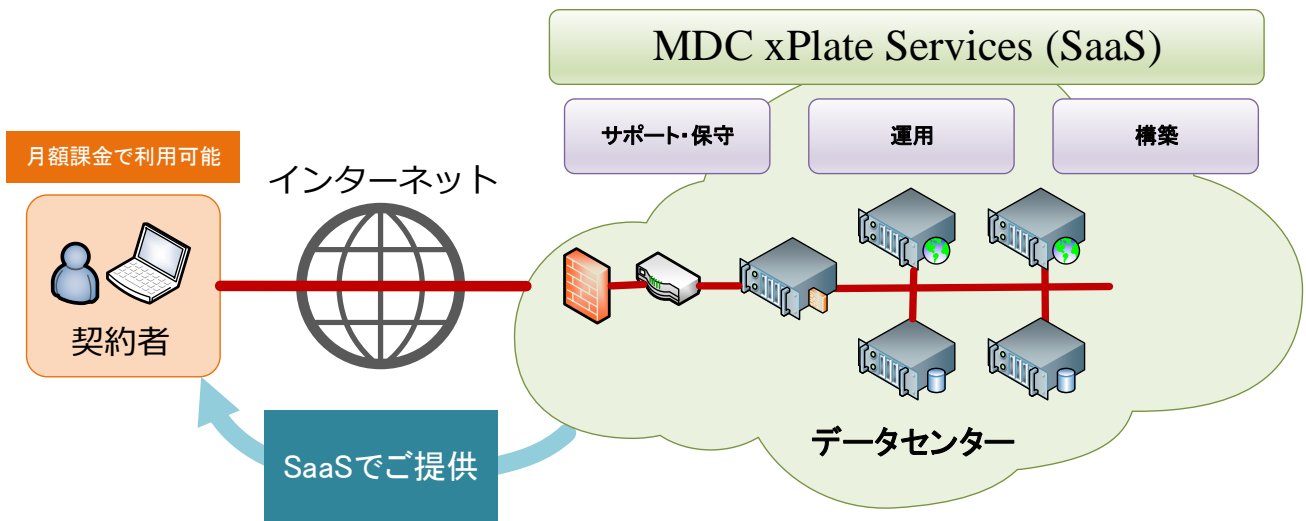 MDC xPlate Services (SaaS)
サポート・保守
運用
構築
月額課金で利用可能
インターネット
契約者
データセンター
SaaSでご提供